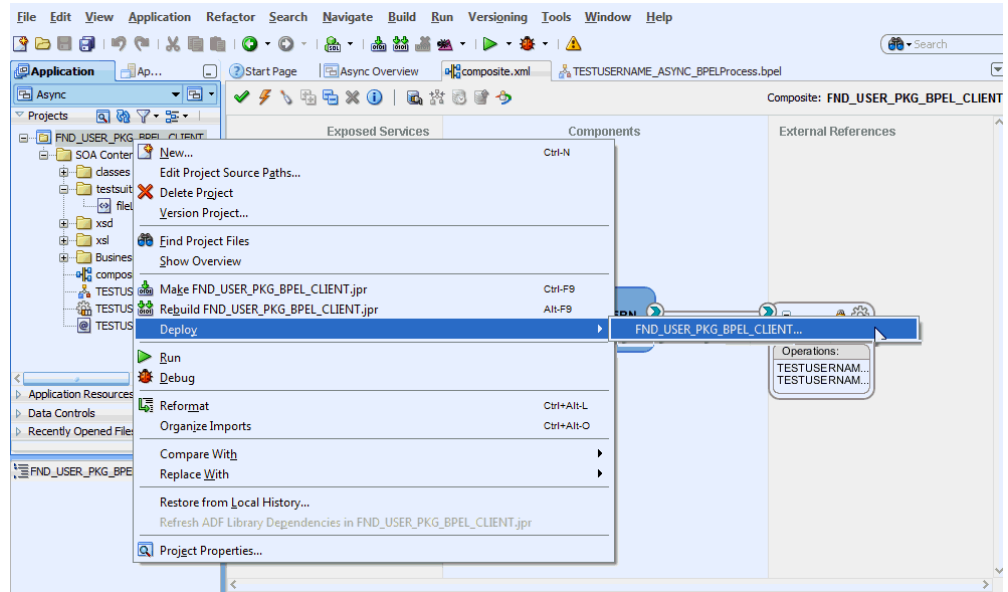 File Edit View Application Refactor Search Navigate Build Run Versioning Tools Window Help
Search
Application Ap... Start Page Async Overview composite.xml TESTUSERNAME_ASYNC_BPELProcess.bpel
Async
Composite: FND_USER_PKG_BPEL_CLIENT
Projects
Exposed Services Components External References
FND_USER_PKG_BPEL_CLIENT
SOA Conten
classes
testsuit
fileL
xsd
xsl
Busines
compos
TESTUS
TESTUS
TESTUS
New... Ctrl-N
Edit Project Source Paths...
Delete Project
Version Project...
Find Project Files
Show Overview
Make FND_USER_PKG_BPEL_CLIENT.jpr Ctrl-F9
Rebuild FND_USER_PKG_BPEL_CLIENT.jpr Alt-F9
Deploy
FND_USER_PKG_BPEL_CLIENT...
Run
Debug
Reformat Ctrl+Alt-L
Organize Imports Ctrl+Alt-O
Compare With
Replace With
Restore from Local History...
Refresh ADF Library Dependencies in FND_USER_PKG_BPEL_CLIENT.jpr
Project Properties...
Operations:
TESTUSERNAM...
TESTUSERNAM...
Application Resources
Data Controls
Recently Opened Files
FND_USER_PKG_BPE